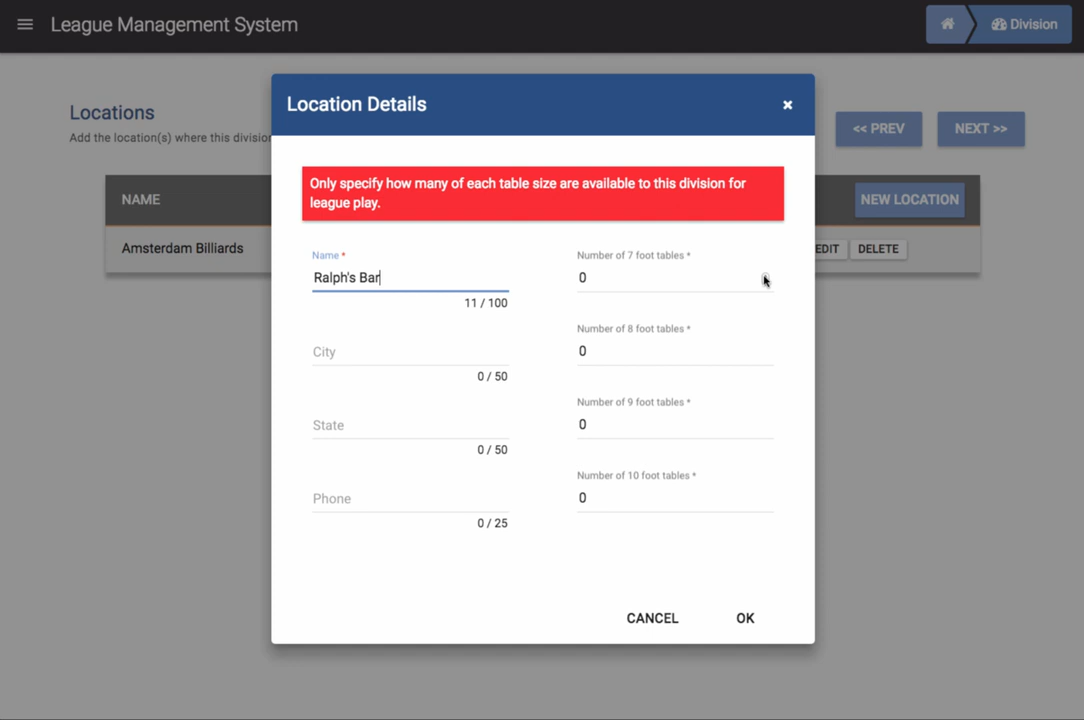 League Management System
Division
Locations
Add the location(s) where this division
<< PREV
NEXT >>
NAME
NEW LOCATION
Amsterdam Billiards
EDIT
DELETE
Location Details
×
Only specify how many of each table size are available to this division for
league play.
Name *
Ralph's Bar
11 / 100
City
0 / 50
State
0 / 50
Phone
0 / 25
Number of 7 foot tables *
0
Number of 8 foot tables *
0
Number of 9 foot tables *
0
Number of 10 foot tables *
0
CANCEL
OK